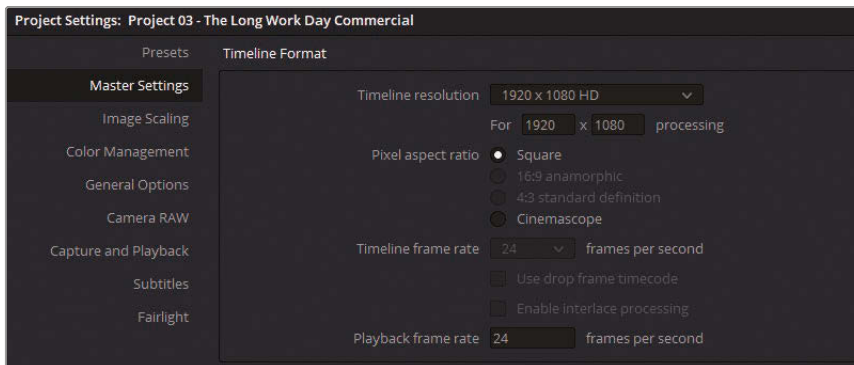 Project Settings: Project 03 - The Long Work Day Commercial
Presets
Master Settings
Image Scaling
Color Management
General Options
Camera RAW
Capture and Playback
Subtitles
Fairlight
Timeline Format
Timeline resolution 1920 x 1080 HD
For 1920 x 1080 processing
Pixel aspect ratio Square
16:9 anamorphic
4:3 standard definition
Cinemascope
Timeline frame rate 24 frames per second
Use drop frame timecode
Enable interlace processing
Playback frame rate 24 frames per second